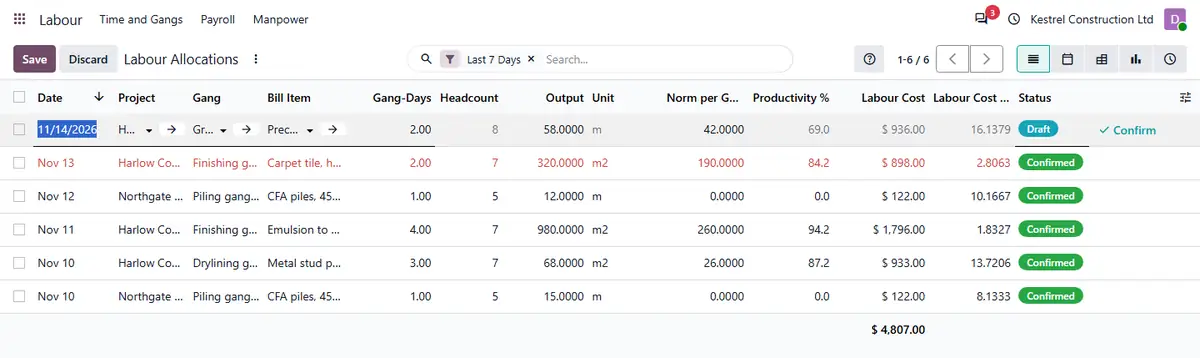 Labour Time and Gangs Payroll Manpower 3 Kestrel Construction Ltd D
Save Discard Labour Allocations Last 7 Days × Search... 1-6 / 6
Date Project Gang Bill Item Gang-Days Headcount Output Unit Norm per G... Productivity % Labour Cost Labour Cost ... Status
11/14/2026 H... Gr... Prec... 2.00 8 58.0000 m 42.0000 69.0 $ 936.00 16.1379 Draft Confirm
Nov 13 Harlow Co... Finishing g... Carpet tile, h... 2.00 7 320.0000 m2 190.0000 84.2 $ 898.00 2.8063 Confirmed
Nov 12 Northgate ... Piling gang... CFA piles, 45... 1.00 5 12.0000 m 0.0000 0.0 $ 122.00 10.1667 Confirmed
Nov 11 Harlow Co... Finishing g... Emulsion to ... 4.00 7 980.0000 m2 260.0000 94.2 $ 1,796.00 1.8327 Confirmed
Nov 10 Harlow Co... Drylining g... Metal stud p... 3.00 7 68.0000 m2 26.0000 87.2 $ 933.00 13.7206 Confirmed
Nov 10 Northgate ... Piling gang... CFA piles, 45... 1.00 5 15.0000 m 0.0000 0.0 $ 122.00 8.1333 Confirmed
$ 4,807.00